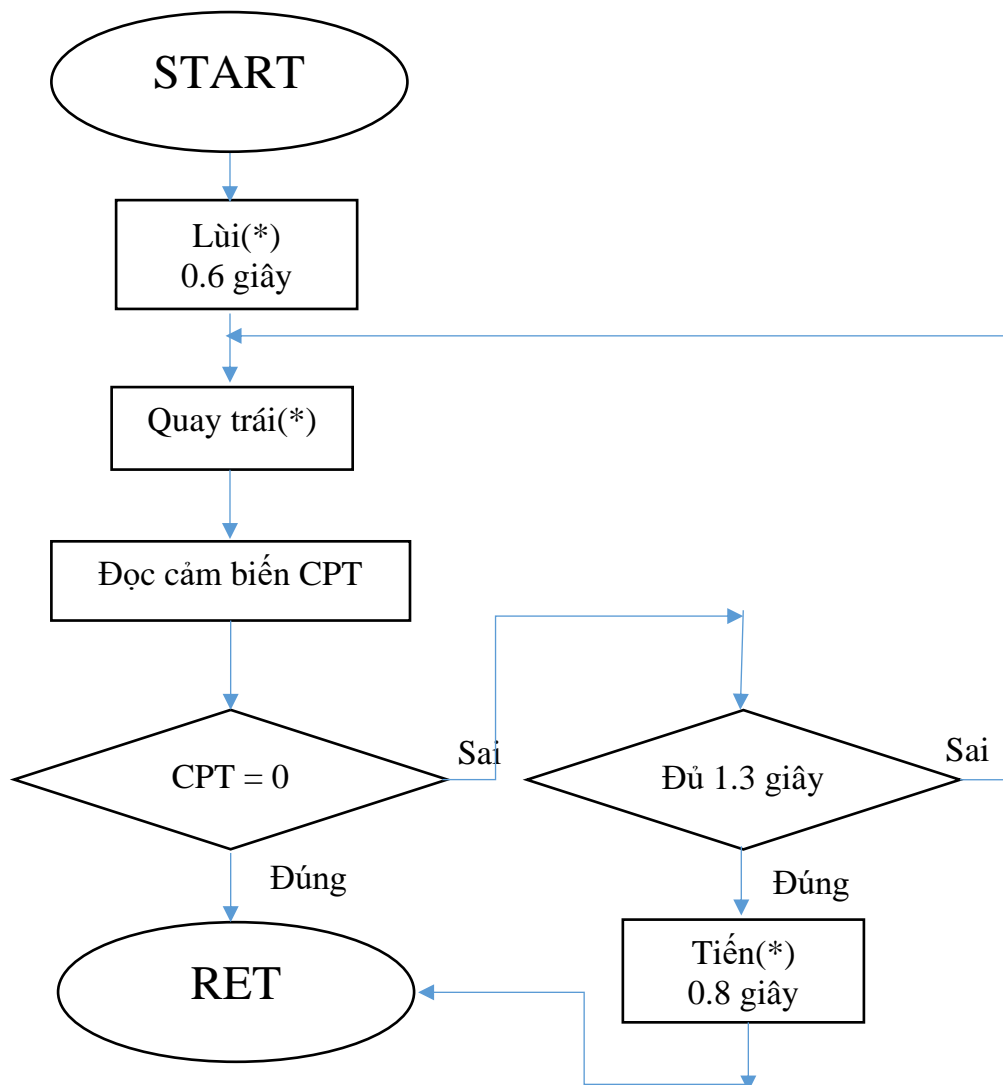 START
Lùi(*)
0.6 giây
Quay trái(*)
Đọc cảm biến CPT
CPT = 0
Sai
Đủ 1.3 giây
Sai
Đúng
Đúng
RET
Tiến(*)
0.8 giây